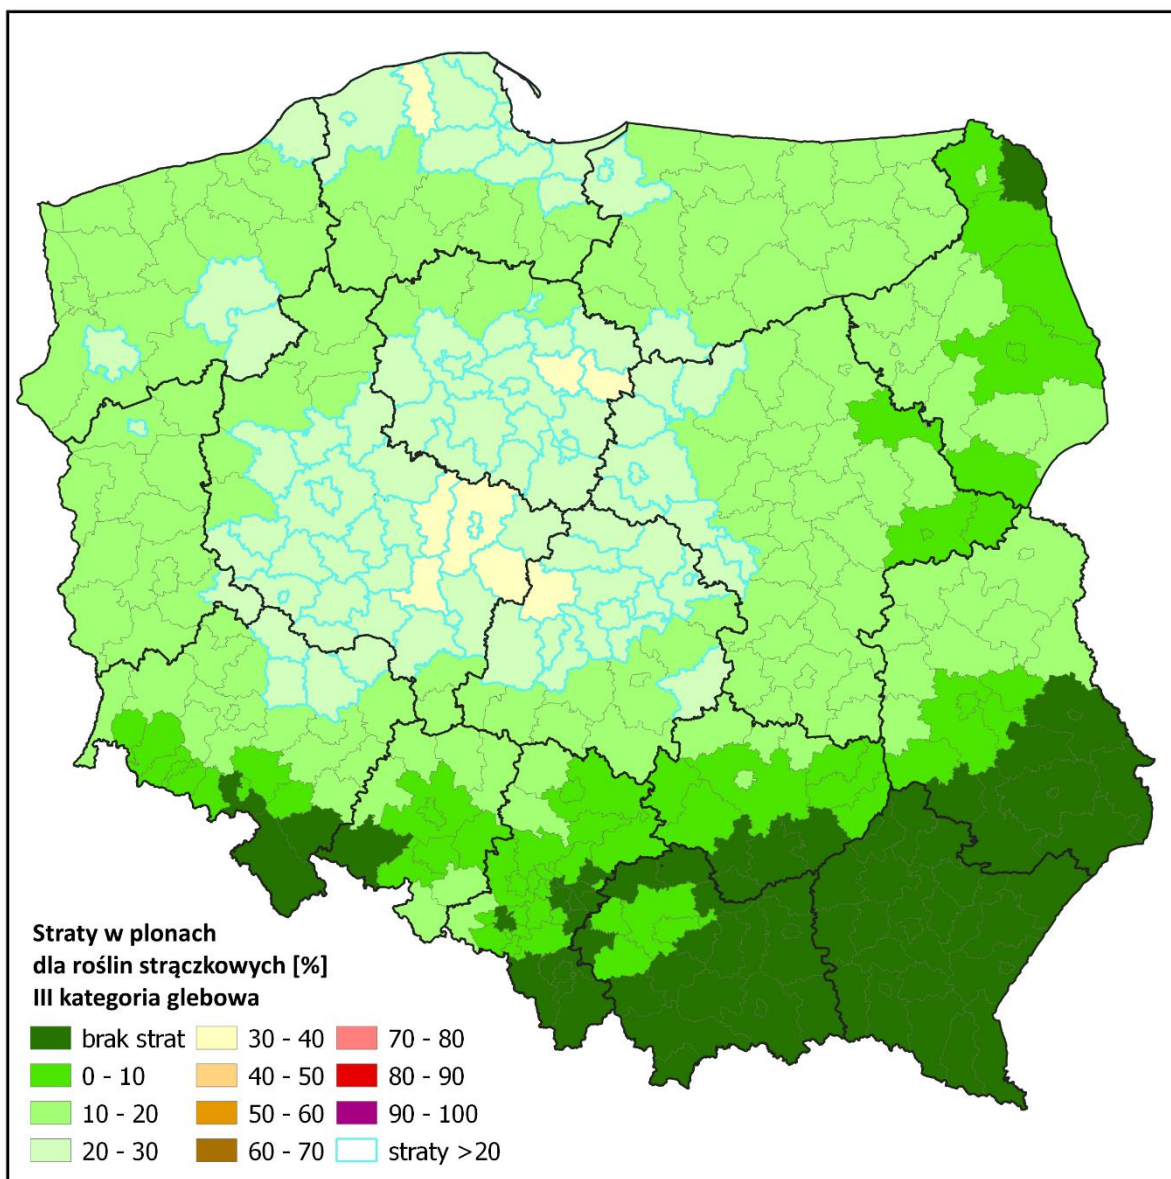 Straty w plonach
dla roślin strączkowych [%]
III kategoria glebowa
brak strat
0 - 10
10 - 20
20 - 30
30 - 40
40 - 50
50 - 60
60 - 70
70 - 80
80 - 90
90 - 100
straty >20